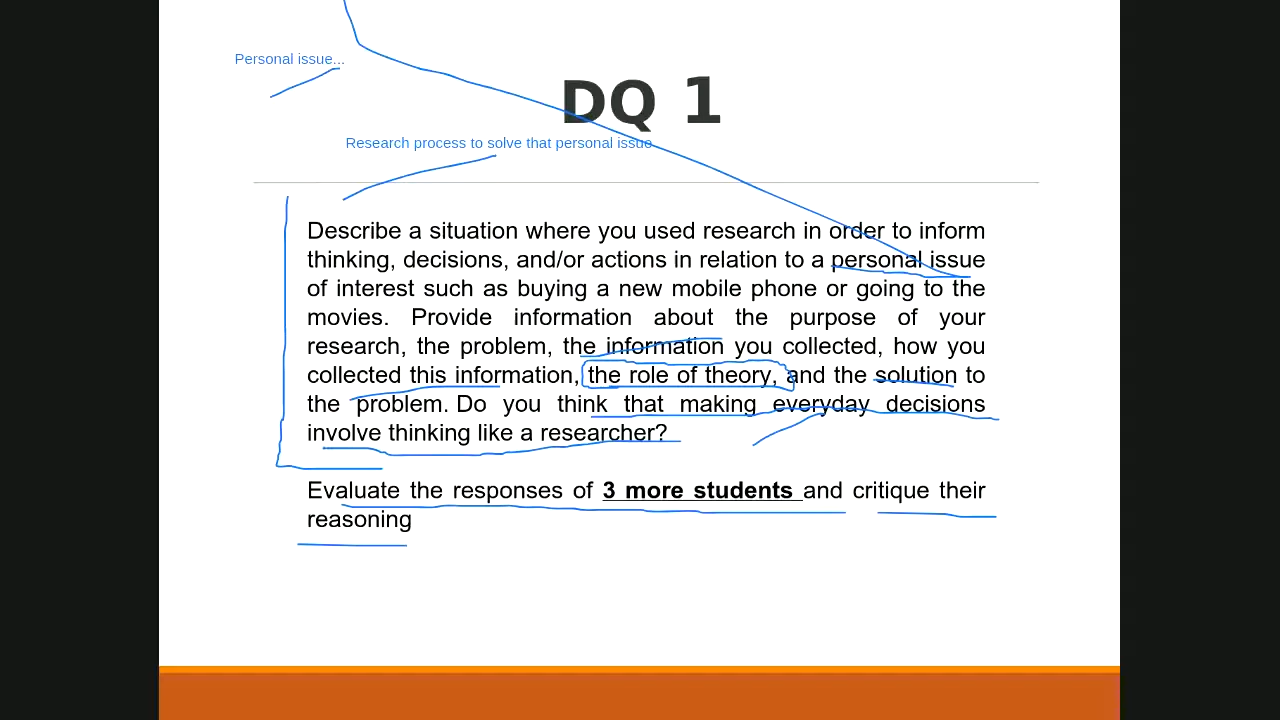 Personal issue...
DQ 1
Research process to solve that personal issue
Describe a situation where you used research in order to inform
thinking, decisions, and/or actions in relation to a personal issue
of interest such as buying a new mobile phone or going to the
movies. Provide information about the purpose of your
research, the problem, the information you collected, how you
collected this information, the role of theory, and the solution to
the problem. Do you think that making everyday decisions
involve thinking like a researcher?
Evaluate the responses of 3 more students and critique their
reasoning